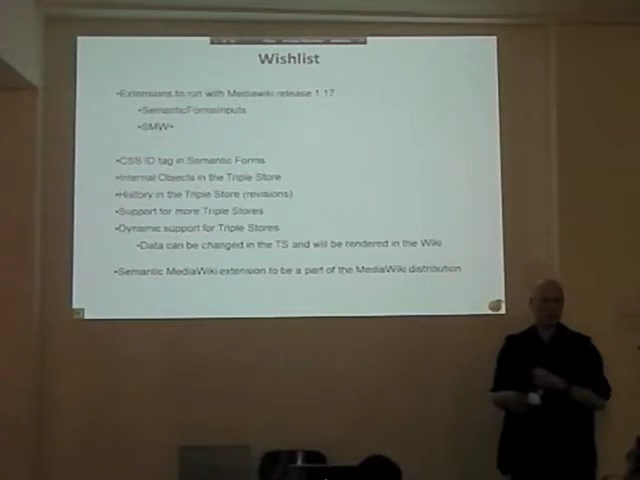 Wishlist
•Extensions to run with Mediawiki release 1.17
•SemanticFormsInputs
•SMW+
•CSS ID tag in Semantic Forms
•Internal Objects in the Triple Store
•History in the Triple Store (revisions)
•Support for more Triple Stores
•Dynamic support for Triple Stores
•Data can be changed in the TS and will be rendered in the Wiki
•Semantic MediaWiki extension to be a part of the MediaWiki distribution